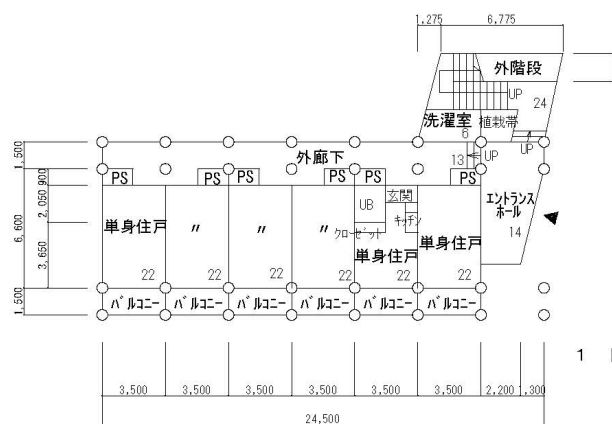 1,275 6,775
外階段
UP
24
洗濯室 植栽帯
6
UP
外廊下
13 UP
PS PS PS PS PS
1,500
900
2,050
6,600
3,650
1,500
エントランス
ホール
14
玄関
UB
キッチン
クローゼット
単身住戸 〃 〃 〃 単身住戸 単身住戸
22 22 22 22 22 22
バルコニー バルコニー バルコニー バルコニー バルコニー バルコニー
3,500 3,500 3,500 3,500 3,500 3,500 2,200 1,300
24,500
1